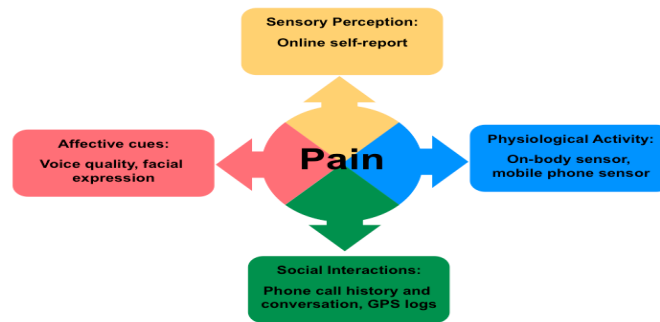 Sensory Perception:
Online self-report
Affective cues:
Voice quality, facial
expression
Pain
Physiological Activity:
On-body sensor,
mobile phone sensor
Social Interactions:
Phone call history and
conversation, GPS logs